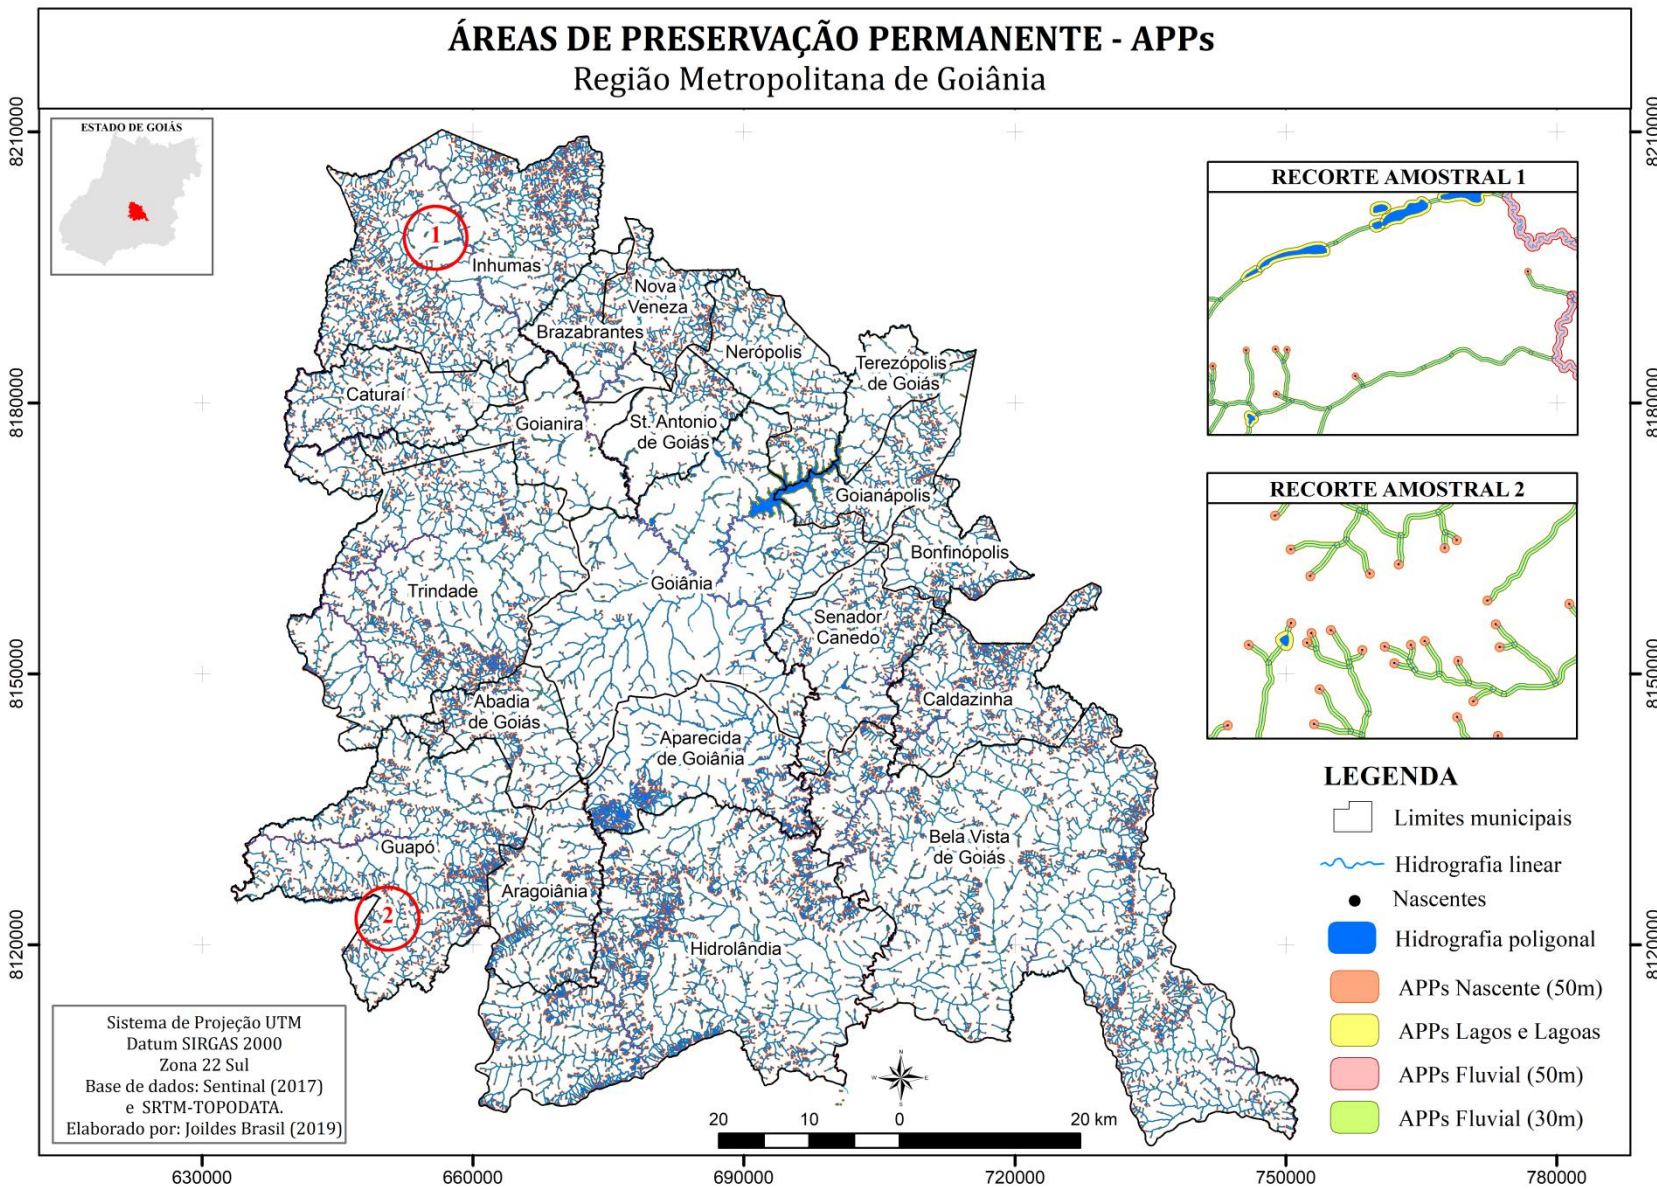 ÁREAS DE PRESERVAÇÃO PERMANENTE - APPs
Região Metropolitana de Goiânia
ESTADO DE GOIÁS
8210000
8180000
8150000
8120000
8210000
8180000
8150000
8120000
630000
660000
690000
720000
750000
780000
1
Inhumas
Nova
Veneza
Brazabrantes
Nerópolis
Terezópolis
de Goiás
Caturaí
Goianira
St. Antonio
de Goiás
Goianápolis
Bonfinópolis
Goiânia
Trindade
Senador
Canedo
Caldazinha
Abadia
de Goiás
Aparecida
de Goiânia
Bela Vista
de Goiás
Guapó
Aragoiânia
2
Hidrolândia
RECORTE AMOSTRAL 1
RECORTE AMOSTRAL 2
LEGENDA
Limites municipais
Hidrografia linear
Nascentes
Hidrografia poligonal
APPs Nascente (50m)
APPs Lagos e Lagoas
APPs Fluvial (50m)
APPs Fluvial (30m)
Sistema de Projeção UTM
Datum SIRGAS 2000
Zona 22 Sul
Base de dados: Sentinal (2017)
e SRTM-TOPODATA.
Elaborado por: Joildes Brasil (2019)
N
W E
S
20 10 0 20 km